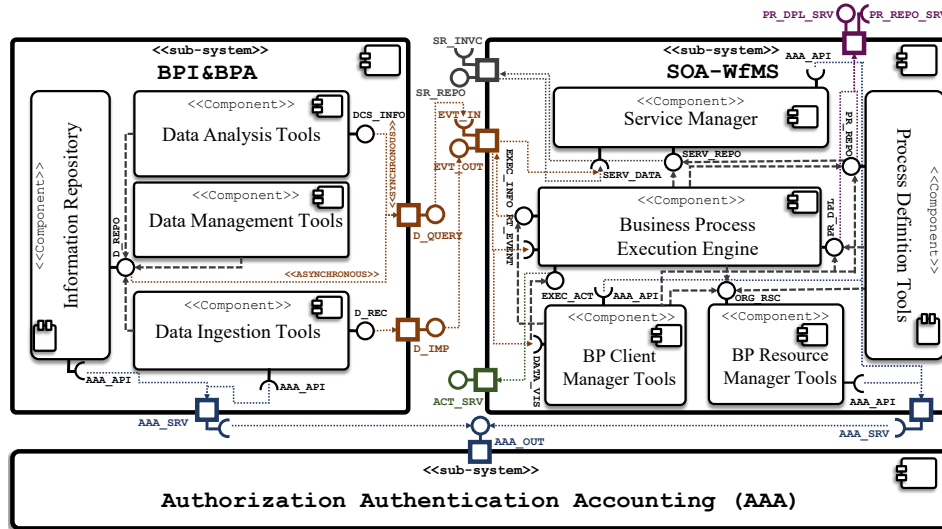 PR_DPL_SRV
PR_REPO_SRV
<<sub-system>>
BPI&BPA
SR_INVC
SR_REPO
<<sub-system>>
SOA-WfMS
AAA_API
<<Component>>
Information Repository
<<Component>>
Data Analysis Tools
DCS_INFO
<<SYNCHRONOUS>>
<<Component>>
Data Management Tools
D_REPO
<<ASYNCHRONOUS>>
<<Component>>
Data Ingestion Tools
D_REC
D_QUERY
D_IMP
EVT_IN
EVT_OUT
<<Component>>
Service Manager
SERV_REPO
SERV_DATA
PR_REPO
EXEC_INFO
RT_EVENT
<<Component>>
Business Process
Execution Engine
PR_DPL
<<Component>>
Process Definition Tools
EXEC_ACT
AAA_API
ORG_RSC
<<Component>>
BP Client
Manager Tools
DATA_VIS
<<Component>>
BP Resource
Manager Tools
AAA_API
AAA_API
AAA_API
ACT_SRV
AAA_SRV
AAA_OUT
AAA_SRV
<<sub-system>>
Authorization Authentication Accounting (AAA)